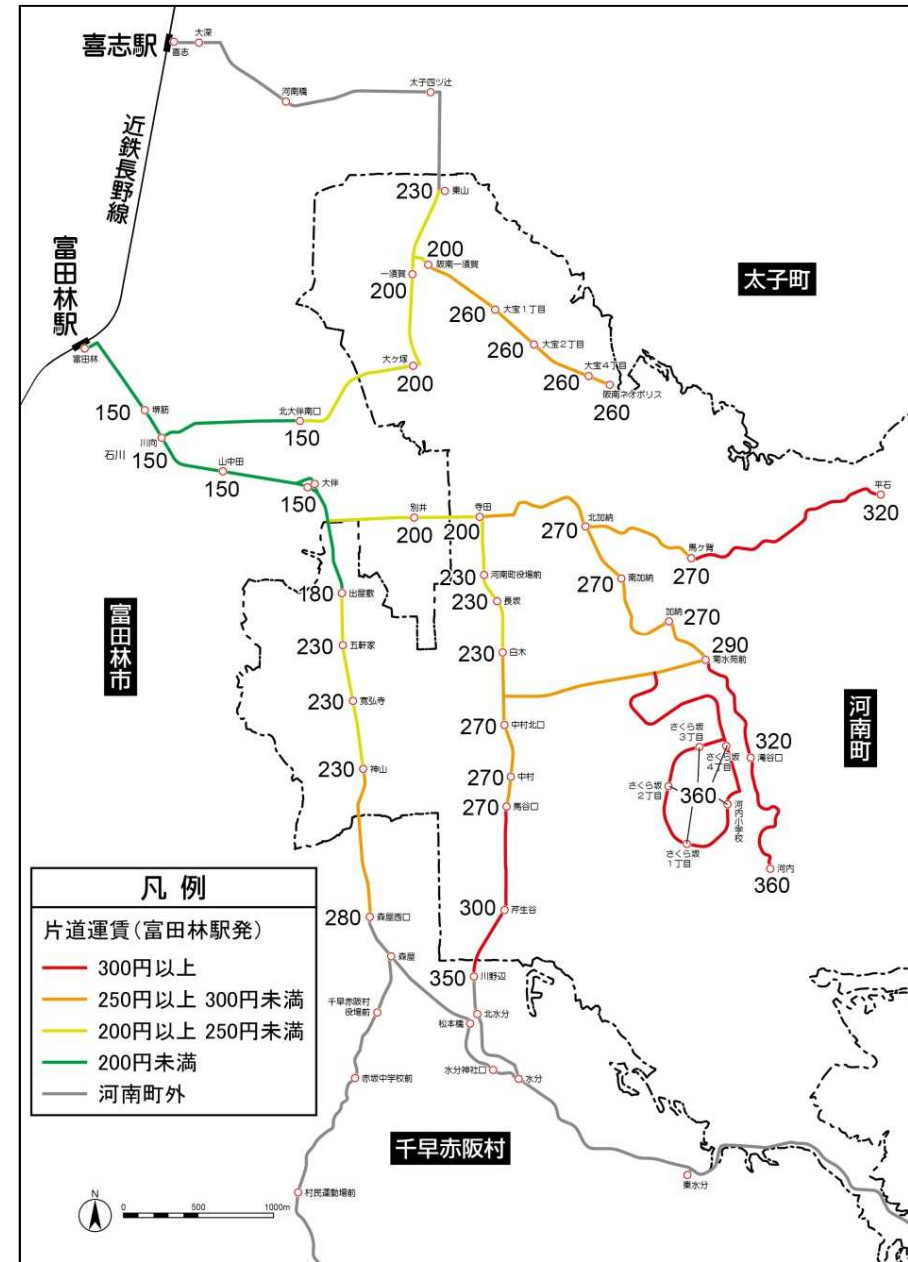 喜志駅
喜志
大深
河南橋
太子四ツ辻
近鉄長野線
230
東山
富田林駅
富田林
200
阪南一須賀
一須賀
200
太子町
260
大宝1丁目
260
大宝2丁目
大ケ塚
200
大宝4丁目
260
阪南ネオポリス
260
150
堺筋
北大伴南口
150
川向
石川
150
山中田
150
大伴
150
別井
200
寺田
200
北加納
270
平石
320
馬ケ背
270
河南町役場前
230
南加納
270
長坂
230
180
出屋敷
加納
270
富田林市
五軒家
230
白木
230
290
南水苑前
寛弘寺
230
河南町
中村北口
270
さくら坂
3丁目
さくら坂
4丁目
320
滝谷口
神山
230
中村
270
さくら坂
2丁目
360
馬谷口
270
河内小学校
さくら坂
1丁目
河内
360
凡例
片道運賃(富田林駅発)
300円以上
250円以上 300円未満
200円以上 250円未満
200円未満
河南町外
280
森屋西口
300
芹生谷
森屋
350
川野辺
千早赤阪村
役場前
北水分
松本橋
水分神社口
水分
赤坂中学校前
千早赤阪村
東水分
村民運動場前
N
0
500
1000m